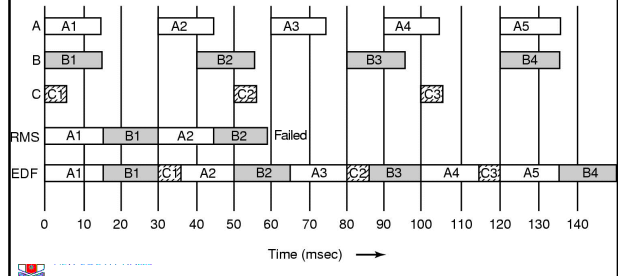 A A1 A2 A3 A4 A5
B B1 B2 B3 B4
C C1 C2 C3
RMS A1 B1 A2 B2 Failed
EDF A1 B1 C1 A2 B2 A3 C2 B3 A4 C3 A5 B4
0 10 20 30 40 50 60 70 80 90 100 110 120 130 140
Time (msec)